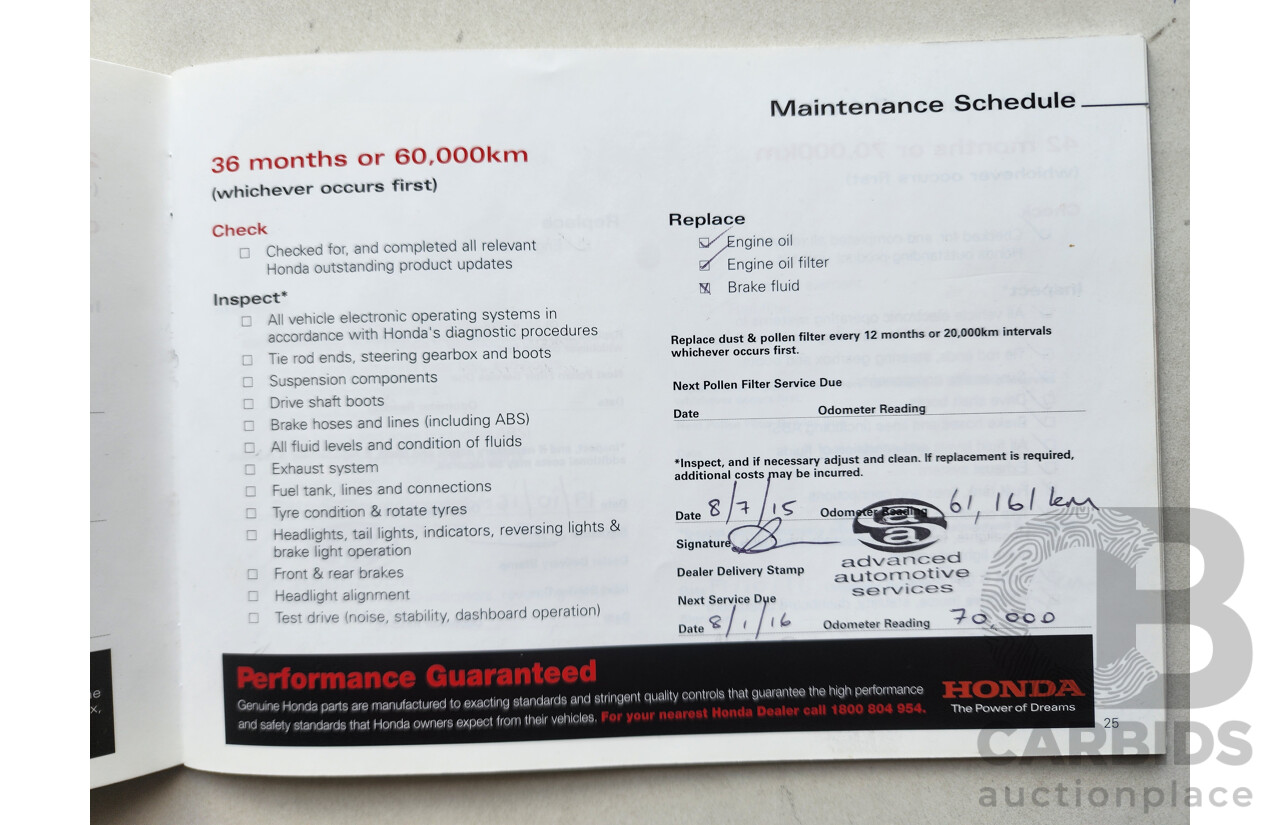 Maintenance Schedule
36 months or 60,000km
(whichever occurs first)
Check
Checked for, and completed all relevant
Honda outstanding product updates
Inspect*
All vehicle electronic operating systems in
accordance with Honda's diagnostic procedures
Tie rod ends, steering gearbox and boots
Suspension components
Drive shaft boots
Brake hoses and lines (including ABS)
All fluid levels and condition of fluids
Exhaust system
Fuel tank, lines and connections
Tyre condition & rotate tyres
Headlights, tail lights, indicators, reversing lights &
brake light operation
Front & rear brakes
Headlight alignment
Test drive (noise, stability, dashboard operation)
Replace
Engine oil
Engine oil filter
Brake fluid
Replace dust & pollen filter every 12 months or 20,000km intervals
whichever occurs first.
Next Pollen Filter Service Due
Date Odometer Reading
*Inspect, and if necessary adjust and clean. If replacement is required,
additional costs may be incurred.
Date 8/7/15 Odometer Reading 61,161 km
Signature
aa
advanced
automotive
services
Dealer Delivery Stamp
Next Service Due
Date 8/1/16 Odometer Reading 70,000
Performance Guaranteed
Genuine Honda parts are manufactured to exacting standards and stringent quality controls that guarantee the high performance
and safety standards that Honda owners expect from their vehicles. For your nearest Honda Dealer call 1800 804 954.
HONDA
The Power of Dreams
25
CB
CARBIDS
auctionplace